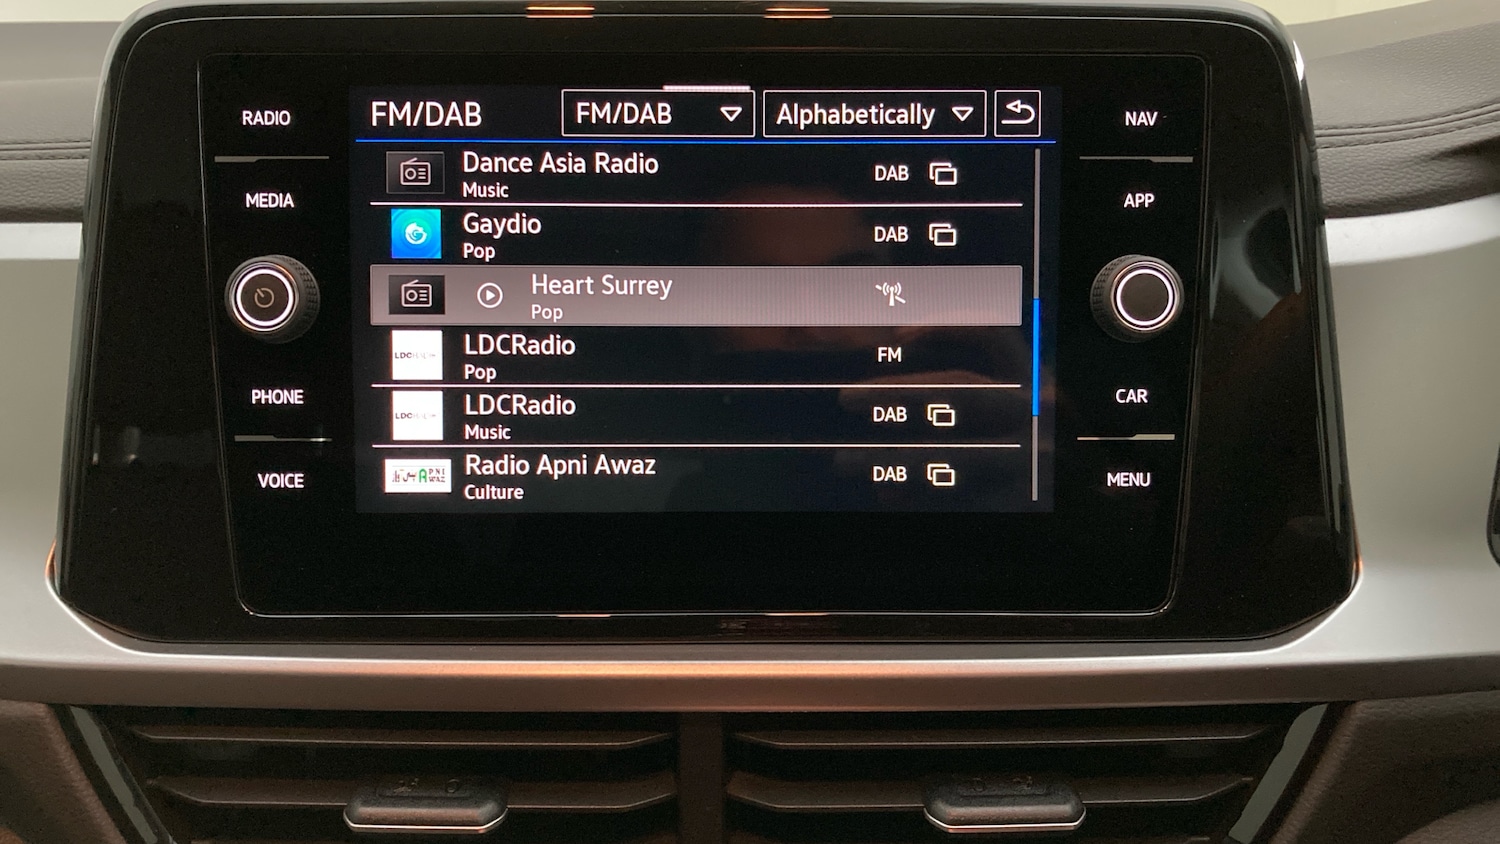 RADIO
MEDIA
PHONE
VOICE
FM/DAB
FM/DAB
Alphabetically
Dance Asia Radio
Music
DAB
Gaydio
Pop
DAB
Heart Surrey
Pop
LDCRadio
Pop
FM
LDCRadio
Music
DAB
Radio Apni Awaz
Culture
DAB
NAV
APP
CAR
MENU